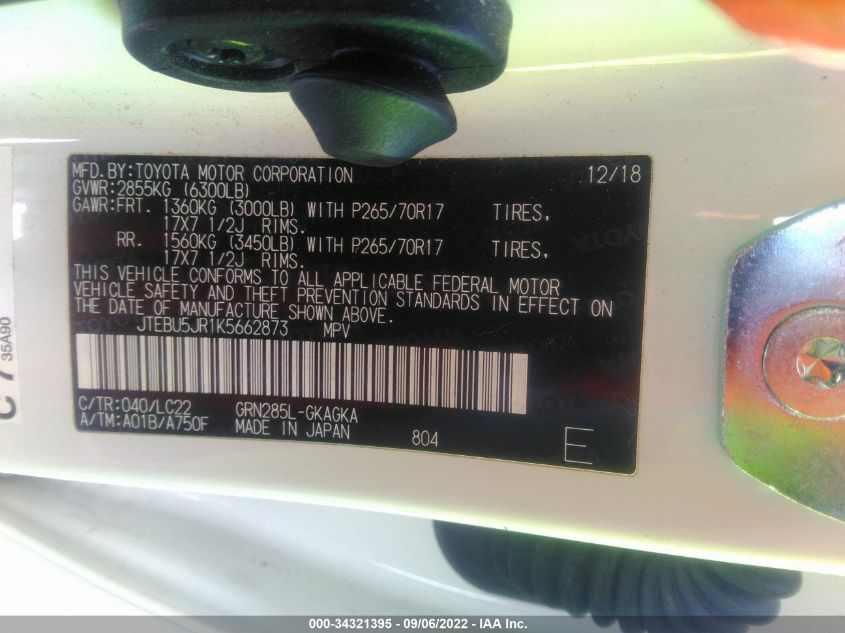 MFD.BY:TOYOTA MOTOR CORPORATION 12/18
GVWR:2855KG (6300LB)
GAWR:FRT. 1360KG (3000LB) WITH P265/70R17 TIRES,
17X7 1/2J RIMS.
RR. 1560KG (3450LB) WITH P265/70R17 TIRES,
17X7 1/2J RIMS.
THIS VEHICLE CONFORMS TO ALL APPLICABLE FEDERAL MOTOR
VEHICLE SAFETY AND THEFT PREVENTION STANDARDS IN EFFECT ON
THE DATE OF MANUFACTURE SHOWN ABOVE.
JTEBU5JR1K5662873 MPV
C/TR:040/LC22 GRN285L-GKAGKA
A/TM:A01B/A750F MADE IN JAPAN 804 E
35A90
000-34321395 - 09/06/2022 - IAA Inc.